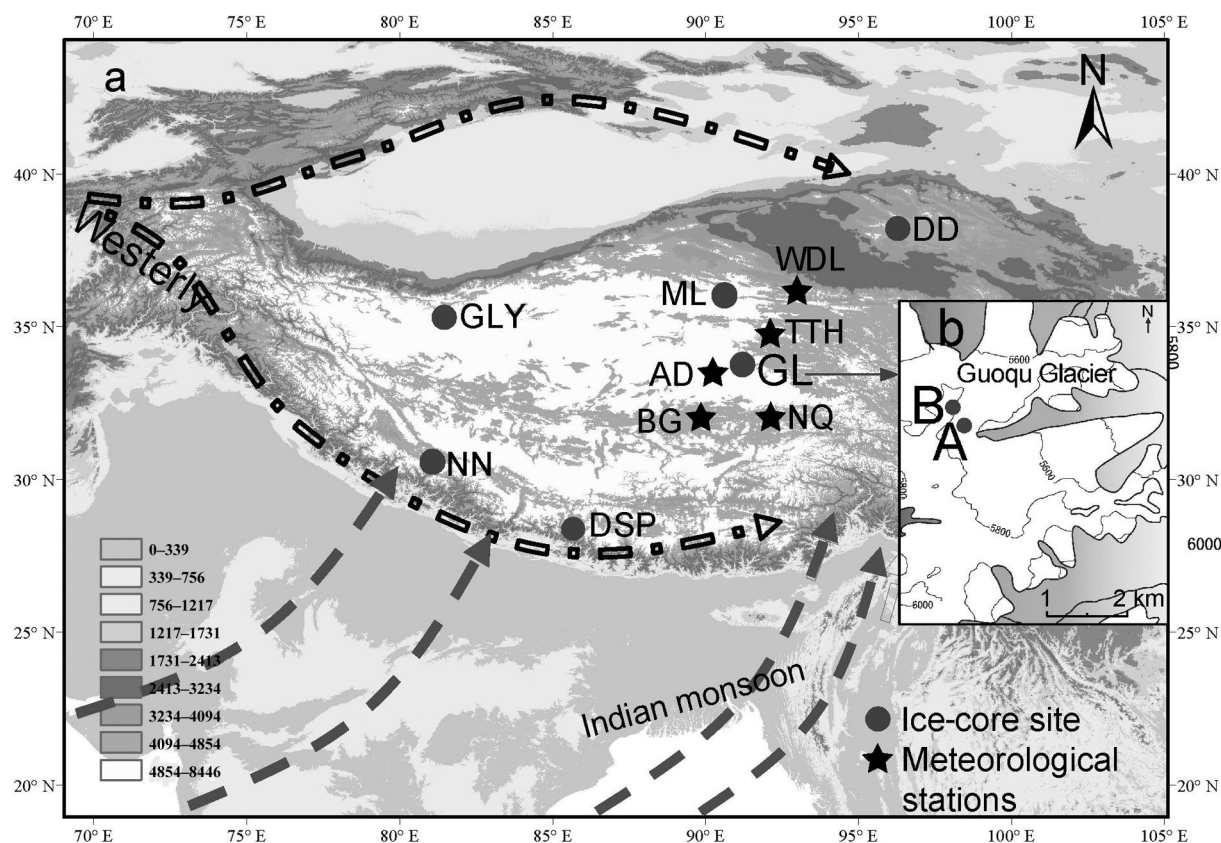 70° E 75° E 80° E 85° E 90° E 95° E 100° E 105° E
a
N
40° N 40° N
Westerly
DD
WDL
ML
GLY
35° N 35° N
TTH
AD GL
BG NQ
NN
30° N 30° N
DSP
b
N
5600
5800
Guoqu Glacier
B
A
5600
5800
5800
6000
6000
1 2 km
0–339
339–756
756–1217
1217–1731
1731–2413
2413–3234
3234–4094
4094–4854
4854–8446
25° N 25° N
Indian monsoon
Ice-core site
Meteorological
stations
20° N 20° N
70° E 75° E 80° E 85° E 90° E 95° E 100° E 105° E